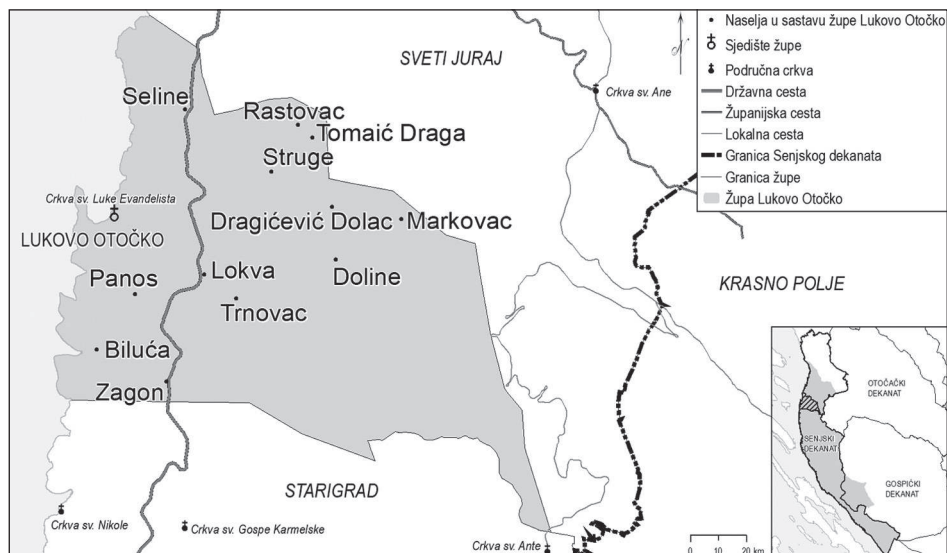 Naselja u sastavu župe Lukovo Otočko
Sjedište župe
Područna crkva
Državna cesta
Županijska cesta
Lokalna cesta
Granica Senjskog dekanata
Granica župe
Župa Lukovo Otočko
SVETI JURAJ
Crkva sv. Ane
Seline
Rastovac
Tomaić Draga
Struge
Crkva sv. Luke Evanđelista
LUKOVO OTOČKO
Dragićević Dolac
Markovac
Panos
Lokva
Doline
Trnovac
KRASNO POLJE
Biluća
Zagon
STARIGRAD
Crkva sv. Nikole
Crkva sv. Gospe Karmelske
Crkva sv. Ante
0 10 20 km
OTOČAČKI
DEKANAT
SENJSKI
DEKANAT
GOSPIĆKI
DEKANAT